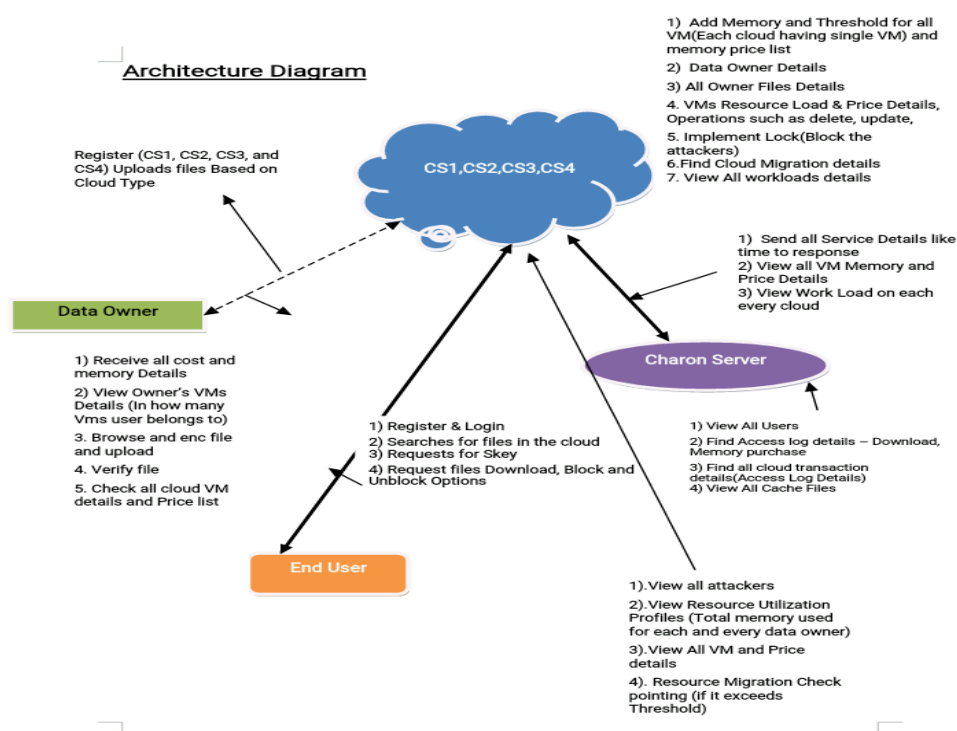 Architecture Diagram
1) Add Memory and Threshold for all
VM(Each cloud having single VM) and
memory price list
2) Data Owner Details
3) All Owner Files Details
4. VMs Resource Load & Price Details,
Operations such as delete, update,
5. Implement Lock(Block the
attackers)
6.Find Cloud Migration details
7. View All workloads details
Register (CS1, CS2, CS3, and
CS4) Uploads files Based on
Cloud Type
CS1,CS2,CS3,CS4
1) Send all Service Details like
time to response
2) View all VM Memory and
Price Details
3) View Work Load on each
every cloud
Data Owner
1) Receive all cost and
memory Details
2) View Owner’s VMs
Details (In how many
Vms user belongs to)
3. Browse and enc file
and upload
4. Verify file
5. Check all cloud VM
details and Price list
Charon Server
1) View All Users
2) Find Access log details – Download,
Memory purchase
3) Find all cloud transaction
details(Access Log Details)
4) View All Cache Files
1) Register & Login
2) Searches for files in the cloud
3) Requests for Skey
4) Request files Download, Block and
Unblock Options
End User
1).View all attackers
2).View Resource Utilization
Profiles (Total memory used
for each and every data owner)
3).View All VM and Price
details
4). Resource Migration Check
pointing (if it exceeds
Threshold)